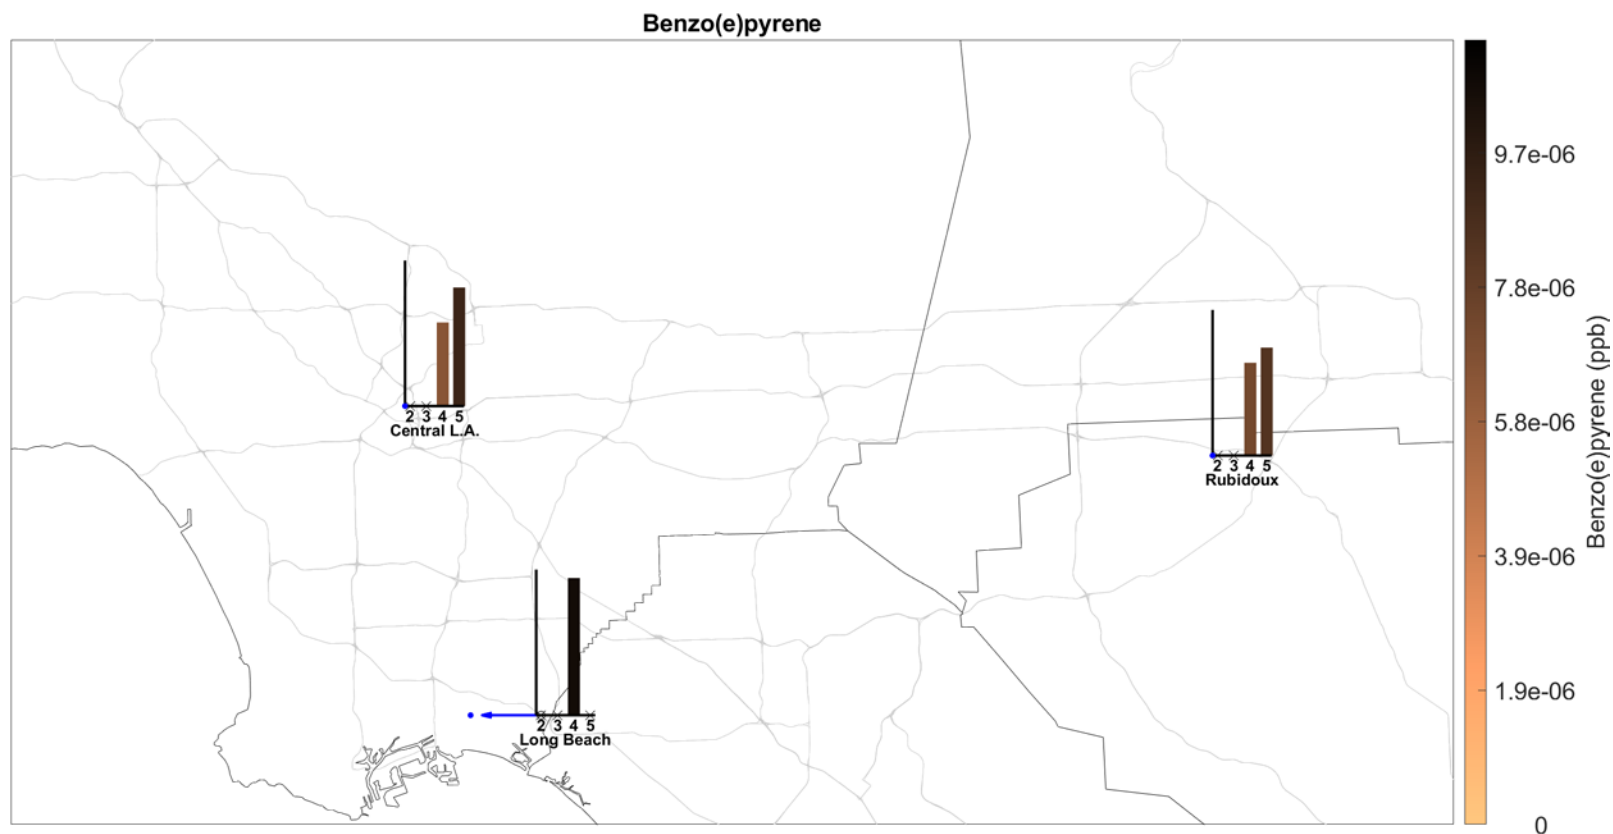 Benzo(e)pyrene
9.7e-06
7.8e-06
5.8e-06
3.9e-06
1.9e-06
0
Benzo(e)pyrene (ppb)
2 3 4 5
Central L.A.
2 3 4 5
Rubidoux
2 3 4 5
Long Beach